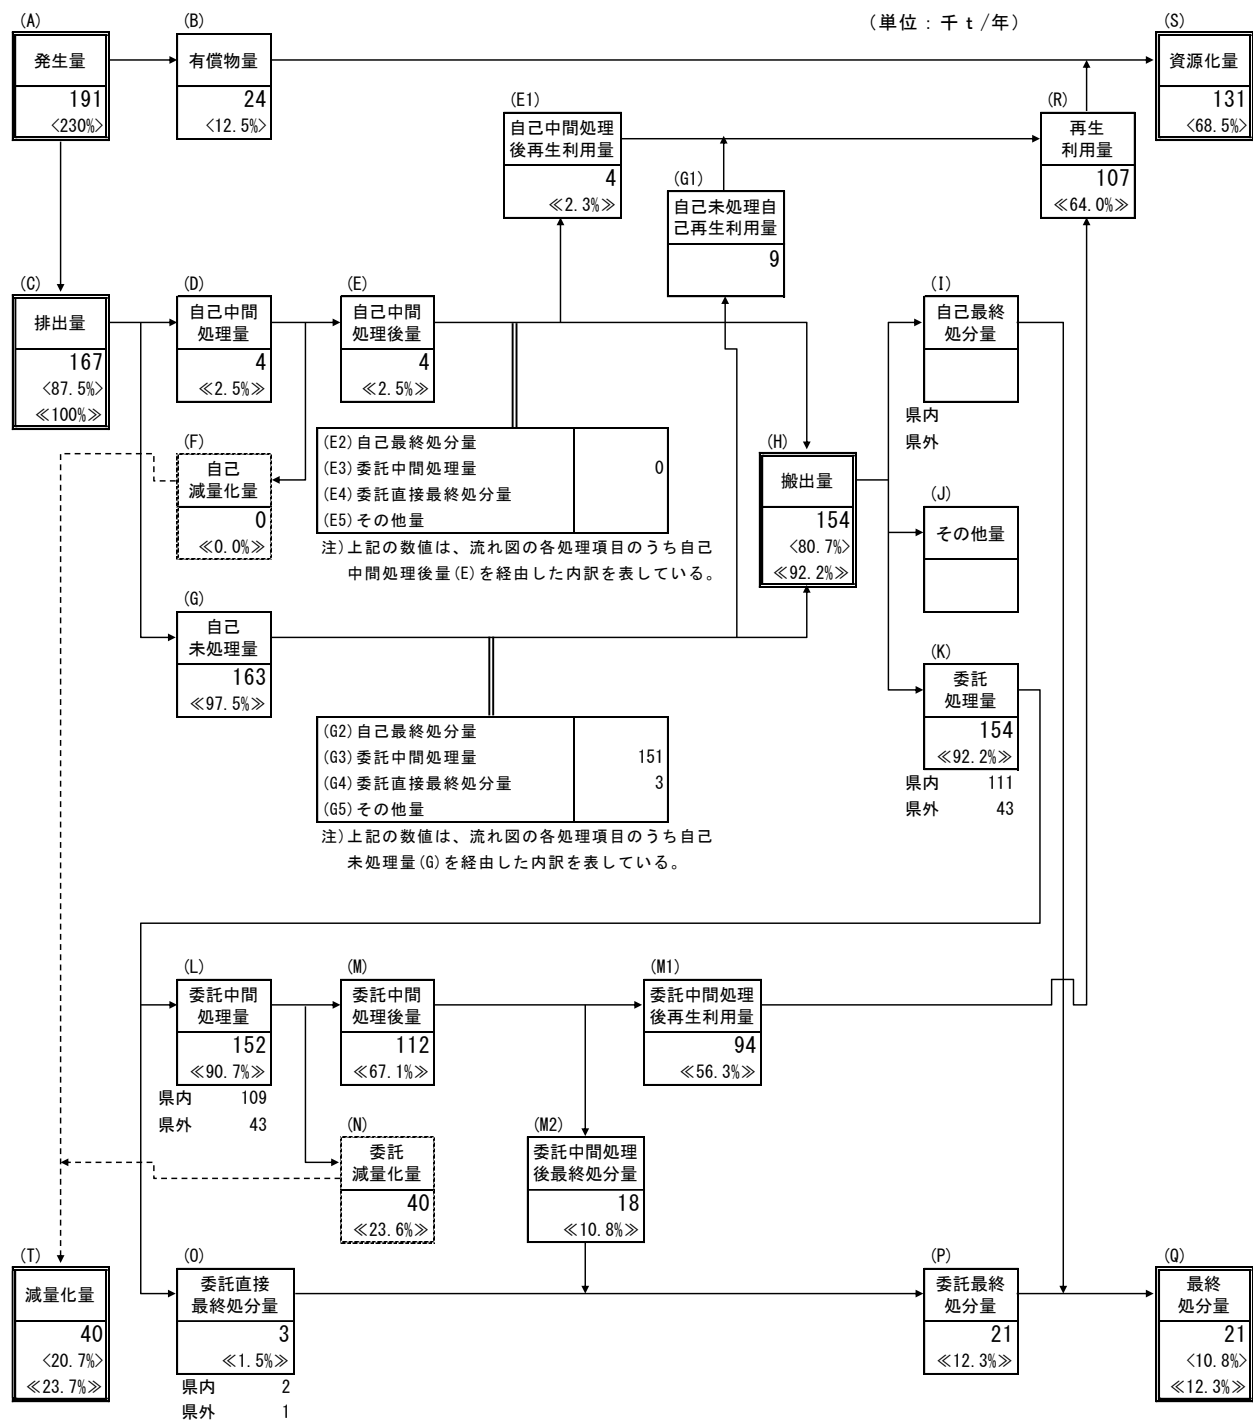 (単位：千ｔ/年)
(A)
発生量
191
<230%>
(B)
有償物量
24
<12.5%>
(S)
資源化量
131
<68.5%>
(E1)
自己中間処理
後再生利用量
4
≪2.3%≫
(R)
再生
利用量
107
≪64.0%≫
(G1)
自己未処理自
己再生利用量
9
(C)
排出量
167
<87.5%>
≪100%≫
(D)
自己中間
処理量
4
≪2.5%≫
(E)
自己中間
処理後量
4
≪2.5%≫
(I)
自己最終
処分量
県内
県外
(F)
自己
減量化量
0
≪0.0%≫
(E2)自己最終処分量
(E3)委託中間処理量 0
(E4)委託直接最終処分量
(E5)その他量
注)上記の数値は、流れ図の各処理項目のうち自己
中間処理後量(E)を経由した内訳を表している。
(H)
搬出量
154
<80.7%>
≪92.2%≫
(J)
その他量
(G)
自己
未処理量
163
≪97.5%≫
(K)
委託
処理量
154
≪92.2%≫
県内 111
県外 43
(G2)自己最終処分量
(G3)委託中間処理量 151
(G4)委託直接最終処分量 3
(G5)その他量
注)上記の数値は、流れ図の各処理項目のうち自己
未処理量(G)を経由した内訳を表している。
(L)
委託中間
処理量
152
≪90.7%≫
県内 109
県外 43
(M)
委託中間
処理後量
112
≪67.1%≫
(M1)
委託中間処理
後再生利用量
94
≪56.3%≫
(N)
委託
減量化量
40
≪23.6%≫
(M2)
委託中間処理
後最終処分量
18
≪10.8%≫
(T)
減量化量
40
<20.7%>
≪23.7%≫
(O)
委託直接
最終処分量
3
≪1.5%≫
県内 2
県外 1
(P)
委託最終
処分量
21
≪12.3%≫
(Q)
最終
処分量
21
<10.8%>
≪12.3%≫